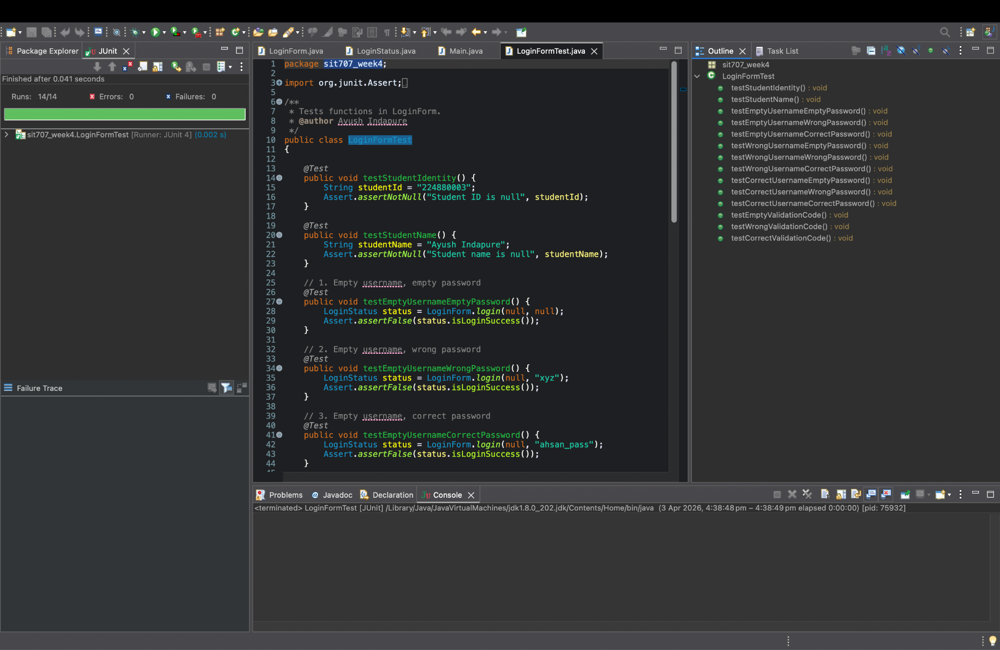 Package Explorer
JUnit
Finished after 0.041 seconds
Runs: 14/14
Errors: 0
Failures: 0
sit707_week4.LoginFormTest [Runner: JUnit 4] (0.002 s)
Failure Trace
LoginForm.java
LoginStatus.java
Main.java
LoginFormTest.java
1 package sit707_week4;
2
3 import org.junit.Assert;
5
6 /**
7  * Tests functions in LoginForm.
8  * @author Ayush Indapure
9  */
10 public class LoginFormTest
11 {
12
13     @Test
14     public void testStudentIdentity() {
15         String studentId = "224880003";
16         Assert.assertNotNull("Student ID is null", studentId);
17     }
18
19     @Test
20     public void testStudentName() {
21         String studentName = "Ayush Indapure";
22         Assert.assertNotNull("Student name is null", studentName);
23     }
24
25     // 1. Empty username, empty password
26     @Test
27     public void testEmptyUsernameEmptyPassword() {
28         LoginStatus status = LoginForm.login(null, null);
29         Assert.assertFalse(status.isLoginSuccess());
30     }
31
32     // 2. Empty username, wrong password
33     @Test
34     public void testEmptyUsernameWrongPassword() {
35         LoginStatus status = LoginForm.login(null, "xyz");
36         Assert.assertFalse(status.isLoginSuccess());
37     }
38
39     // 3. Empty username, correct password
40     @Test
41     public void testEmptyUsernameCorrectPassword() {
42         LoginStatus status = LoginForm.login(null, "ahsan_pass");
43         Assert.assertFalse(status.isLoginSuccess());
44     }
Outline
Task List
sit707_week4
LoginFormTest
testStudentIdentity() : void
testStudentName() : void
testEmptyUsernameEmptyPassword() : void
testEmptyUsernameWrongPassword() : void
testEmptyUsernameCorrectPassword() : void
testWrongUsernameEmptyPassword() : void
testWrongUsernameWrongPassword() : void
testWrongUsernameCorrectPassword() : void
testCorrectUsernameEmptyPassword() : void
testCorrectUsernameWrongPassword() : void
testCorrectUsernameCorrectPassword() : void
testEmptyValidationCode() : void
testWrongValidationCode() : void
testCorrectValidationCode() : void
Problems
Javadoc
Declaration
Console
<terminated> LoginFormTest [JUnit] /Library/Java/JavaVirtualMachines/jdk1.8.0_202.jdk/Contents/Home/bin/java (3 Apr 2026, 4:38:48 pm – 4:38:49 pm elapsed 0:00:00) [pid: 75932]